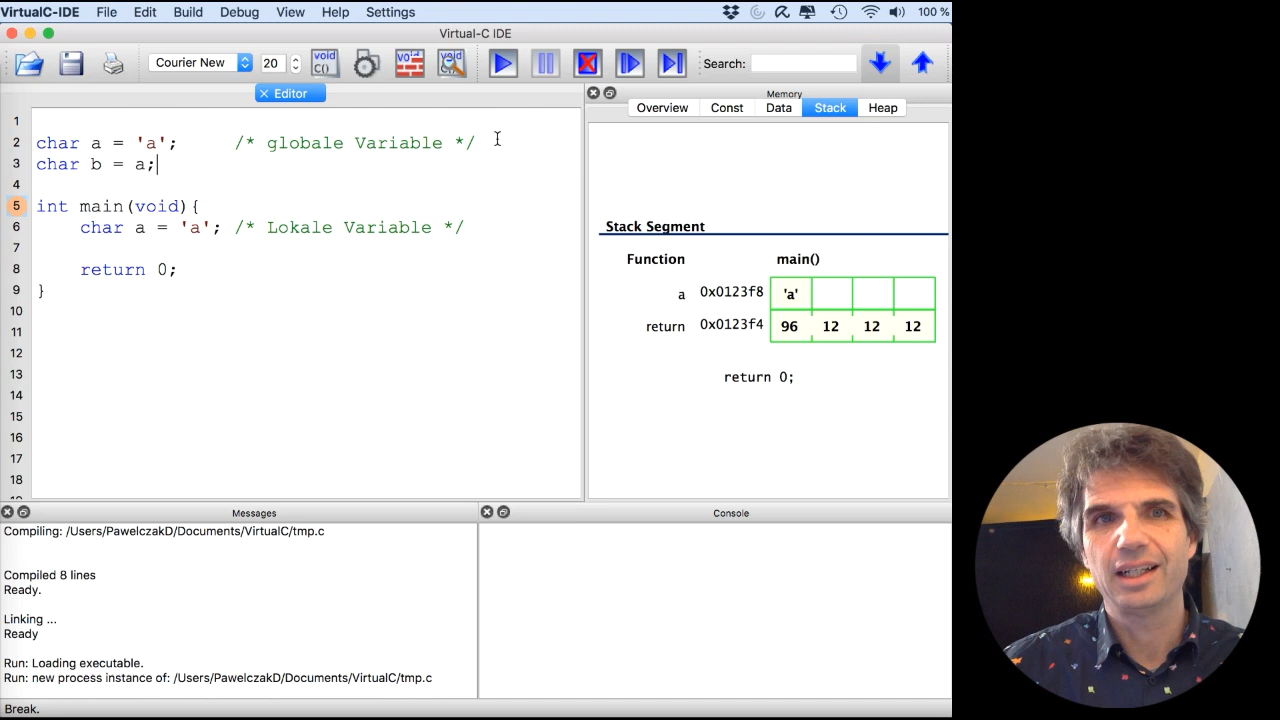 VirtualC-IDE File Edit Build Debug View Help Settings 100 %
Virtual-C IDE
Courier New 20 void C() Search:
Editor
Memory
Overview Const Data Stack Heap
1
2 char a = 'a'; /* globale Variable */
3 char b = a;
4
5 int main(void){
6 char a = 'a'; /* Lokale Variable */
7
8 return 0;
9 }
10
11
12
13
14
15
16
17
18
Stack Segment
Function main()
a 0x0123f8 'a'
return 0x0123f4 96 12 12 12
return 0;
Messages
Compiling: /Users/PawelczakD/Documents/VirtualC/tmp.c
Compiled 8 lines
Ready.
Linking ...
Ready
Run: Loading executable.
Run: new process instance of: /Users/PawelczakD/Documents/VirtualC/tmp.c
Console
Break.